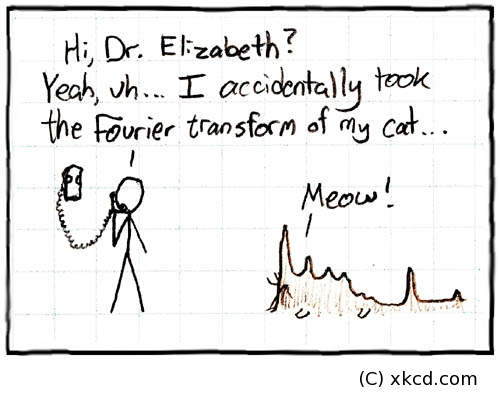 Hi, Dr. Elizabeth?
Yeah, uh... I accidentally took
the Fourier transform of my cat...
Meow!
(C) xkcd.com